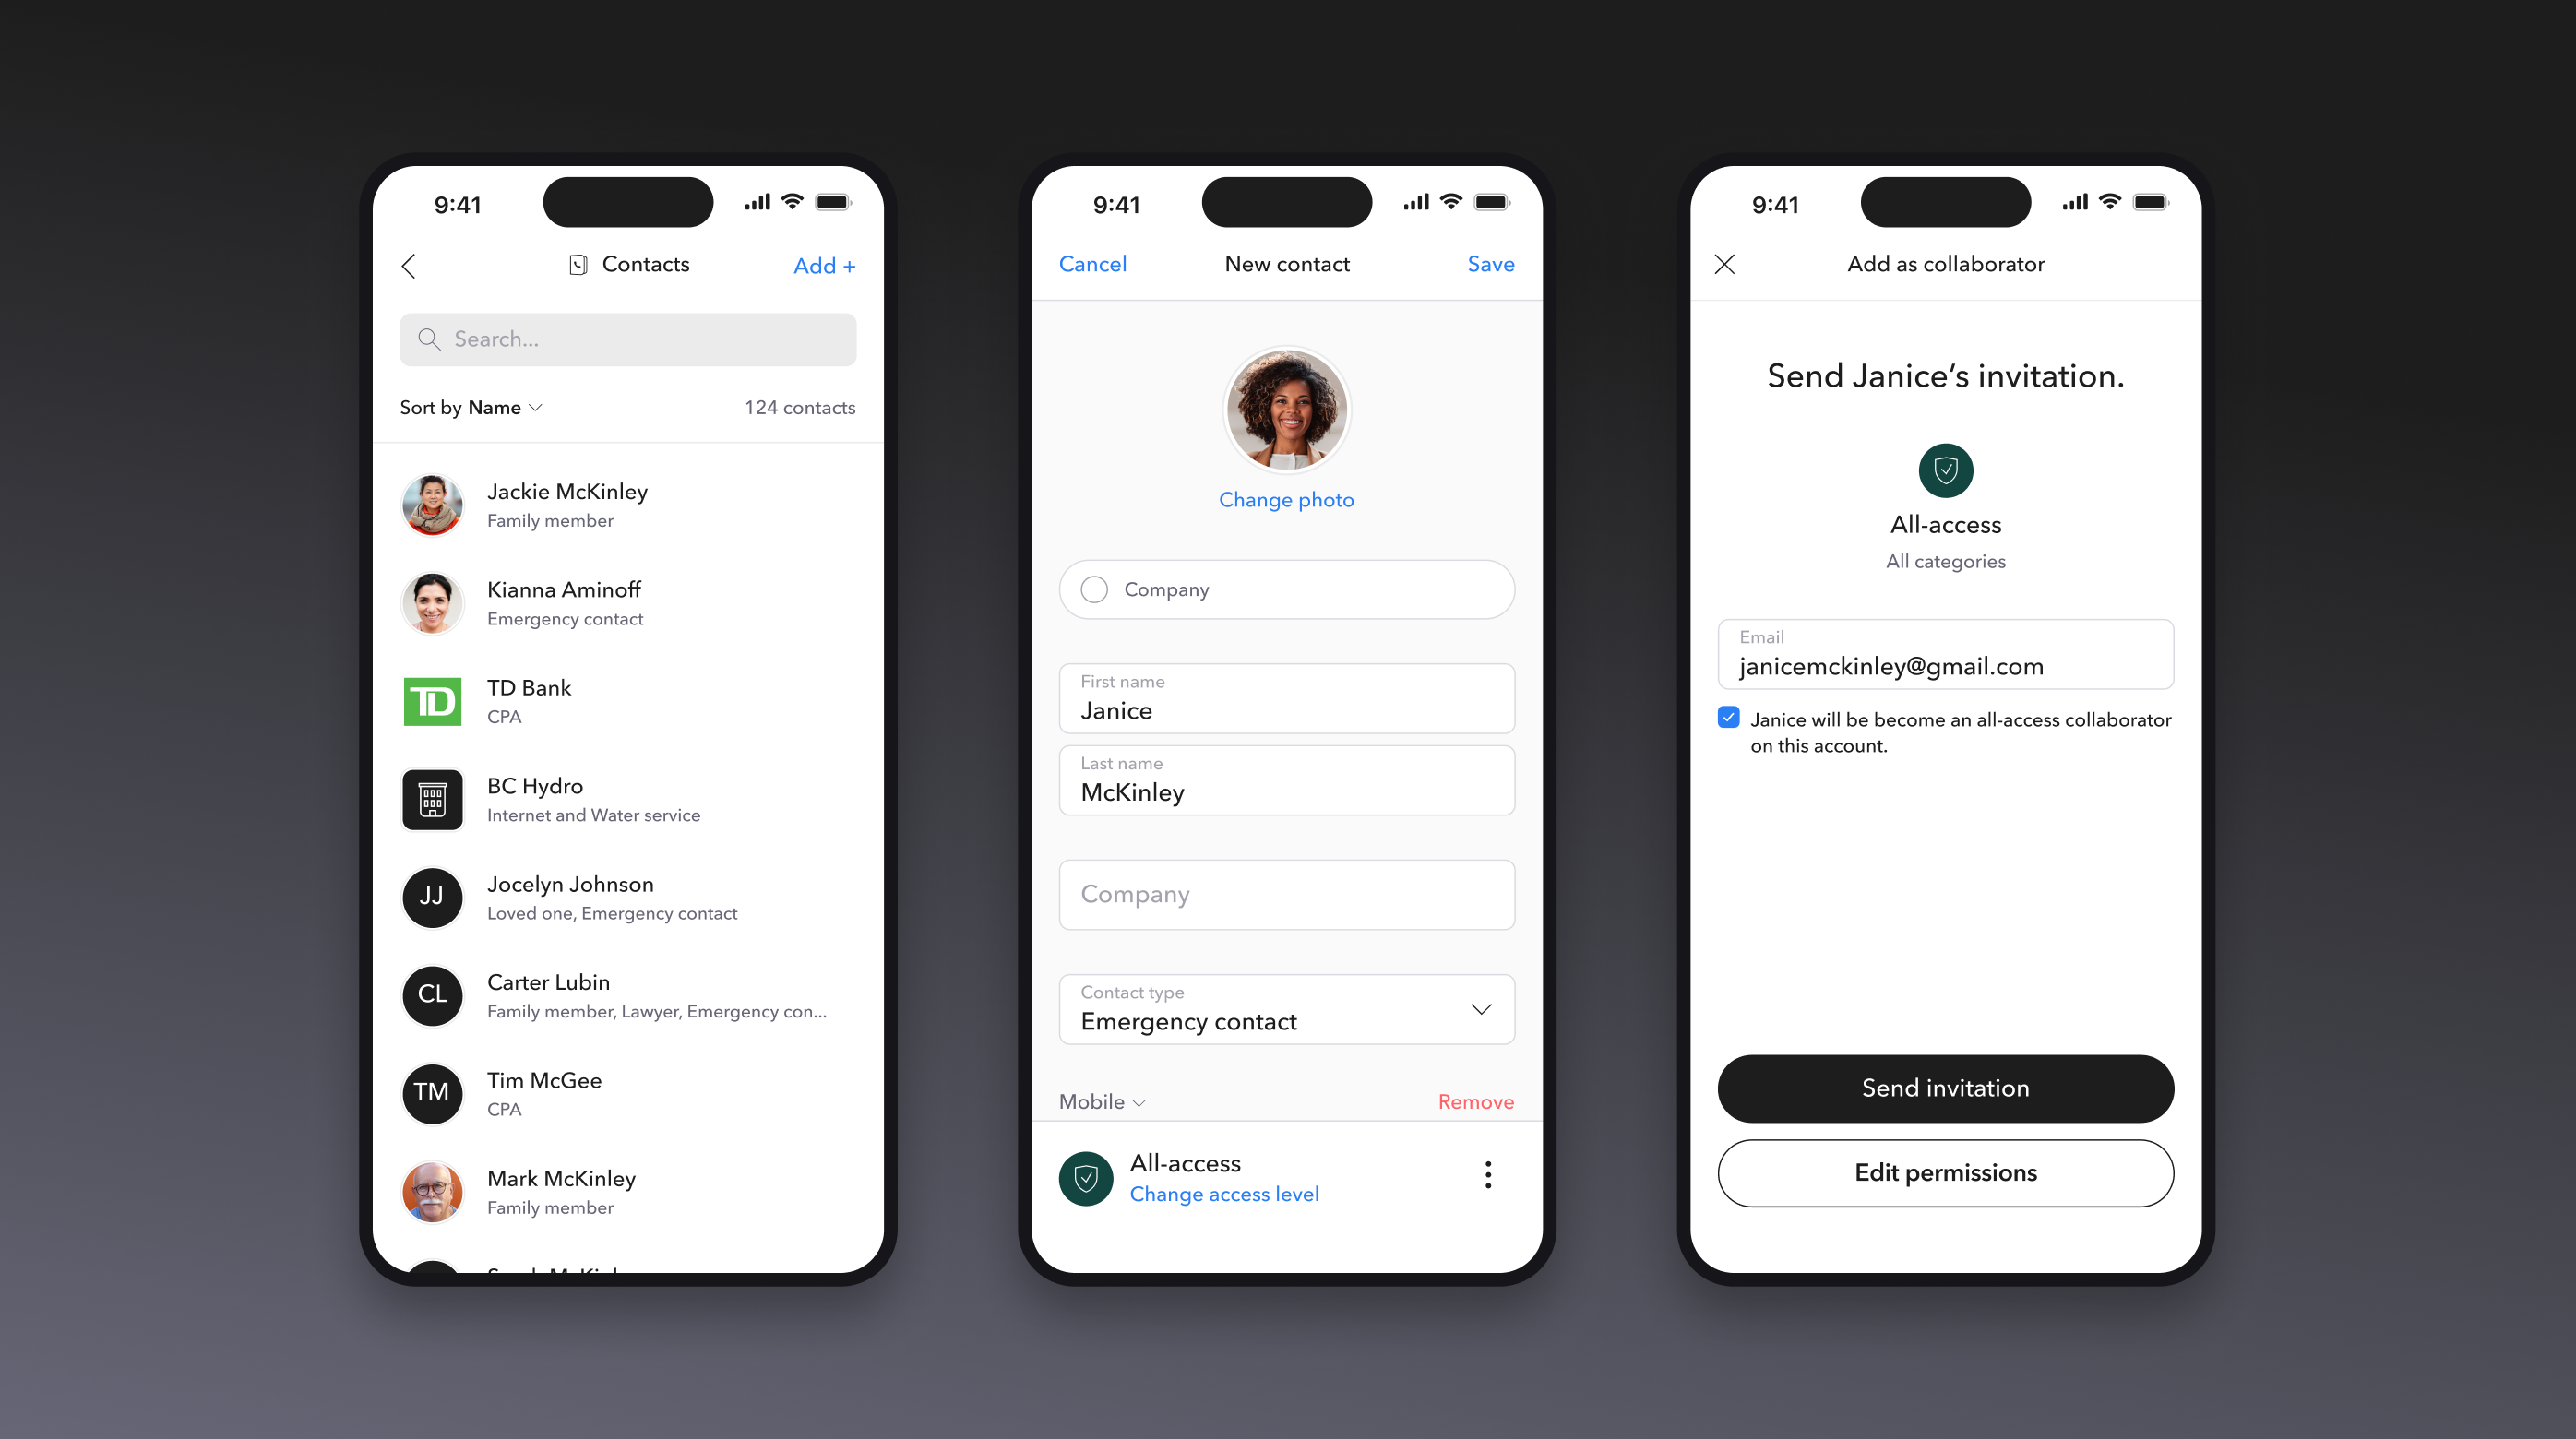 9:41
Contacts
Add +
Search...
Sort by Name
124 contacts
Jackie McKinley
Family member
Kianna Aminoff
Emergency contact
TD
TD Bank
CPA
BC Hydro
Internet and Water service
JJ
Jocelyn Johnson
Loved one, Emergency contact
CL
Carter Lubin
Family member, Lawyer, Emergency con...
TM
Tim McGee
CPA
Mark McKinley
Family member
9:41
Cancel
New contact
Save
Change photo
Company
First name
Janice
Last name
McKinley
Company
Contact type
Emergency contact
Mobile
Remove
All-access
Change access level
9:41
Add as collaborator
Send Janice’s invitation.
All-access
All categories
Email
janicemckinley@gmail.com
Janice will be become an all-access collaborator
on this account.
Send invitation
Edit permissions